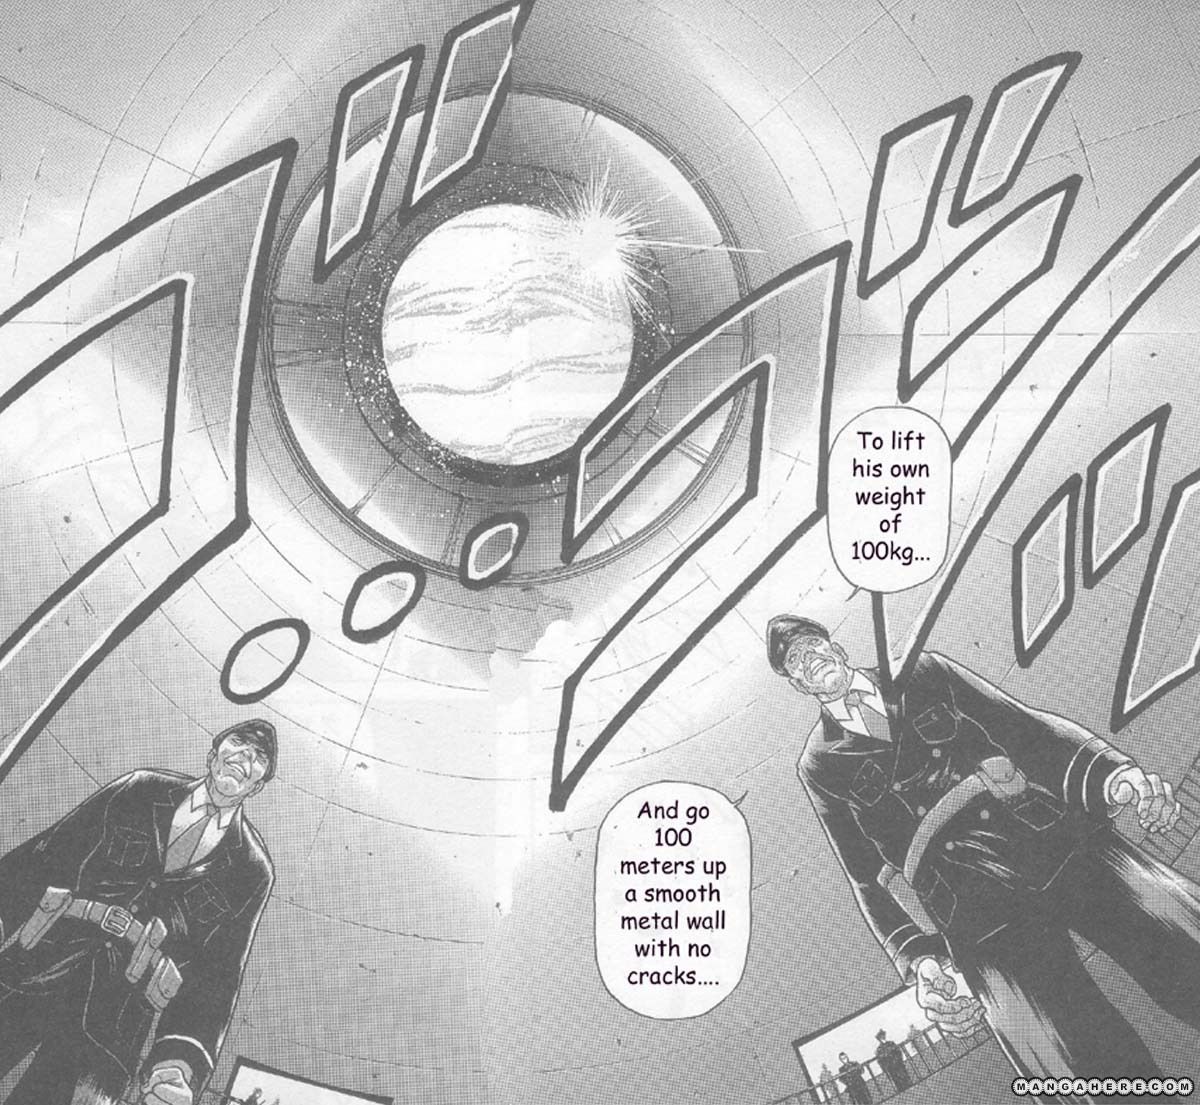 To lift
his own
weight
of
100kg...
And go
100
meters up
a smooth
metal wall
with no
cracks....
MANGAHERE.COM